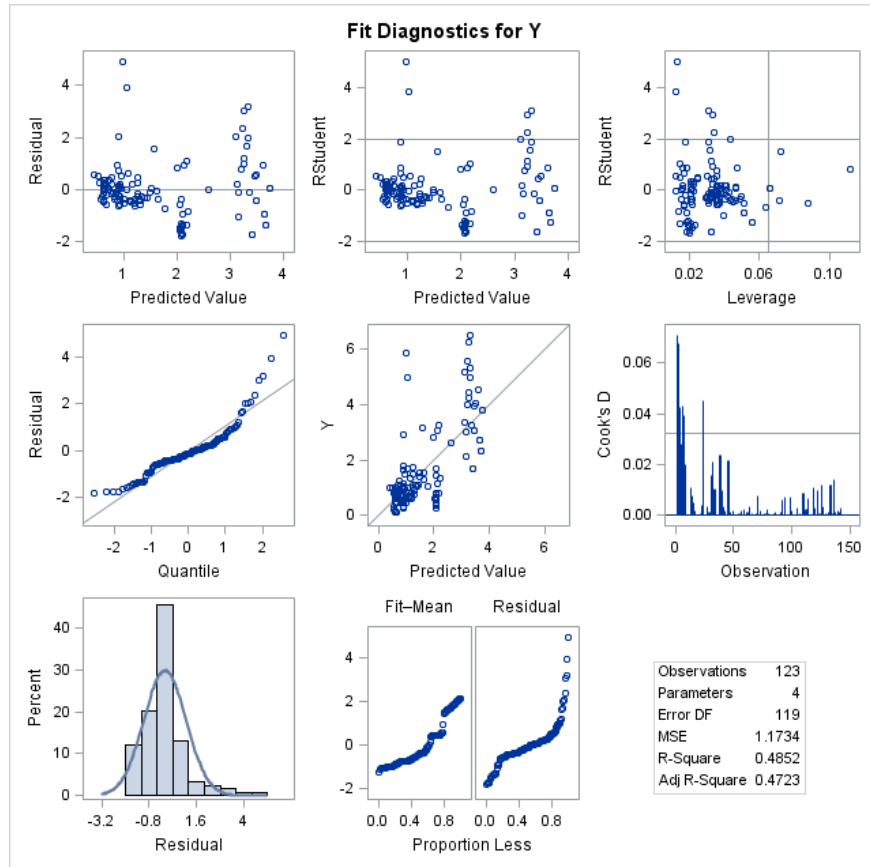 Fit Diagnostics for Y
Residual
4
2
0
-2
1 2 3 4
Predicted Value
RStudent
4
2
0
-2
1 2 3 4
Predicted Value
RStudent
4
2
0
-2
0.02 0.06 0.10
Leverage
Residual
4
2
0
-2
-2 -1 0 1 2
Quantile
Y
6
4
2
0
0 2 4 6
Predicted Value
Cook's D
0.06
0.04
0.02
0.00
0 50 100 150
Observation
Percent
40
30
20
10
0
-3.2 -0.8 1.6 4
Residual
Fit–Mean Residual
4
2
0
-2
0.0 0.8 0.0 0.8
Proportion Less
Observations 123
Parameters 4
Error DF 119
MSE 1.1734
R-Square 0.4852
Adj R-Square 0.4723